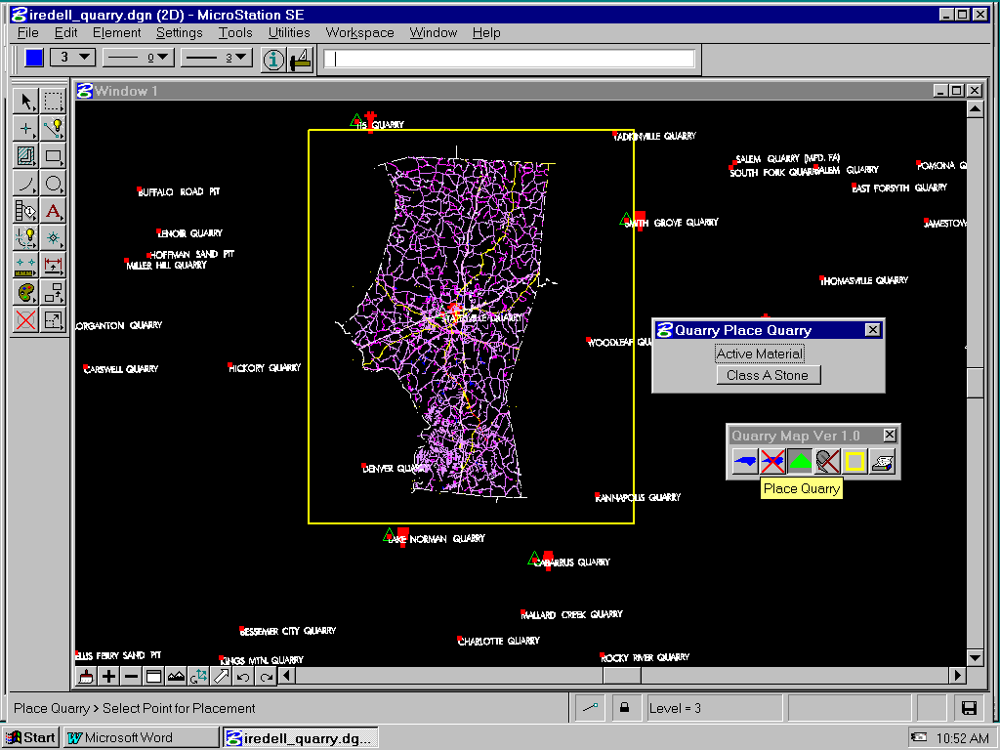 iredell_quarry.dgn (2D) - MicroStation SE
File Edit Element Settings Tools Utilities Workspace Window Help
3 0 3
Window 1
QUARRY
YADKINVILLE QUARRY
SALEM QUARRY (MFD. FA)
SOUTH FORK QUARRY
SALEM QUARRY
POMONA Q
EAST FORSYTH QUARRY
BUFFALO ROAD PIT
SMITH GROVE QUARRY
JAMESTOW
LENOIR QUARRY
HOFFMAN SAND PIT
MILLER HILL QUARRY
THOMASVILLE QUARRY
STATESVILLE QUARRY
ORGANTON QUARRY
WOODLEAF QU
CARSWELL QUARRY
HICKORY QUARRY
Quarry Place Quarry
Active Material
Class A Stone
Quarry Map Ver 1.0
Place Quarry
DENVER QUA
KANNAPOLIS QUARRY
LAKE NORMAN QUARRY
CABARRUS QUARRY
MALLARD CREEK QUARRY
BESSEMER CITY QUARRY
CHARLOTTE QUARRY
ELLIS FERRY SAND PIT
KINGS MTN. QUARRY
ROCKY RIVER QUARRY
Place Quarry > Select Point for Placement
Level = 3
Start
Microsoft Word
iredell_quarry.dg...
10:52 AM